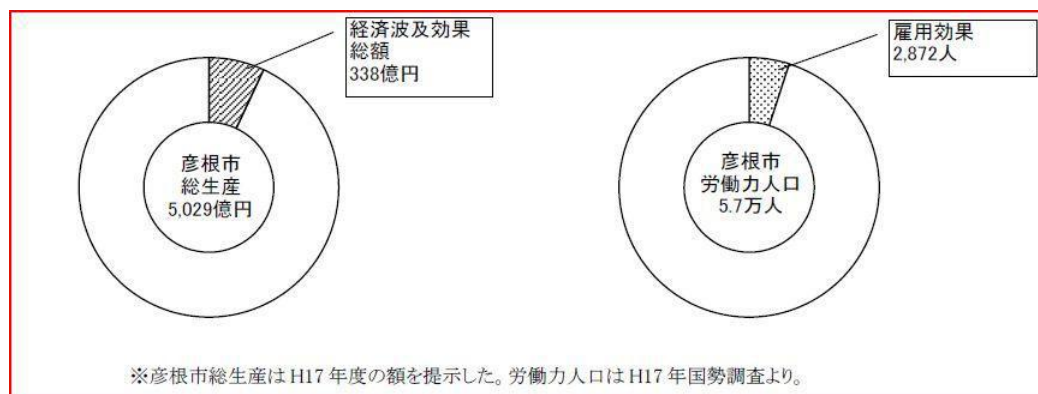 経済波及効果
総額
338億円
彦根市
総生産
5,029億円
雇用効果
2,872人
彦根市
労働力人口
5.7万人
※彦根市総生産はH17年度の額を提示した。労働力人口はH17年国勢調査より。